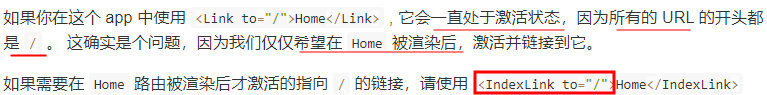 如果你在这个 app 中使用 <Link to="/">Home</Link> , 它会一直处于激活状态，因为所有的 URL 的开头都
是 / 。 这确实是个问题，因为我们仅仅希望在 Home 被渲染后，激活并链接到它。
如果需要在 Home 路由被渲染后才激活的指向 / 的链接，请使用 <IndexLink to="/">Home</IndexLink>